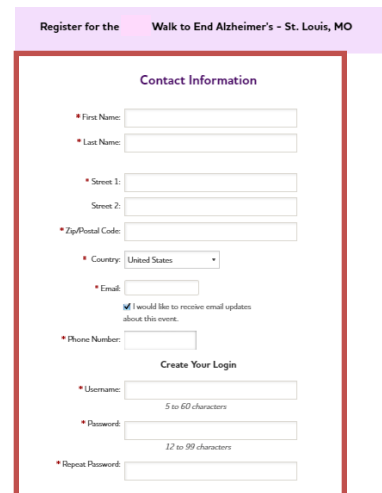 Register for the Walk to End Alzheimer's - St. Louis, MO
Contact Information
* First Name:
* Last Name:
* Street 1:
Street 2:
* Zip/Postal Code:
* Country: United States
* Email:
I would like to receive email updates
about this event.
* Phone Number:
Create Your Login
* Username:
5 to 60 characters
* Password:
12 to 99 characters
* Repeat Password: